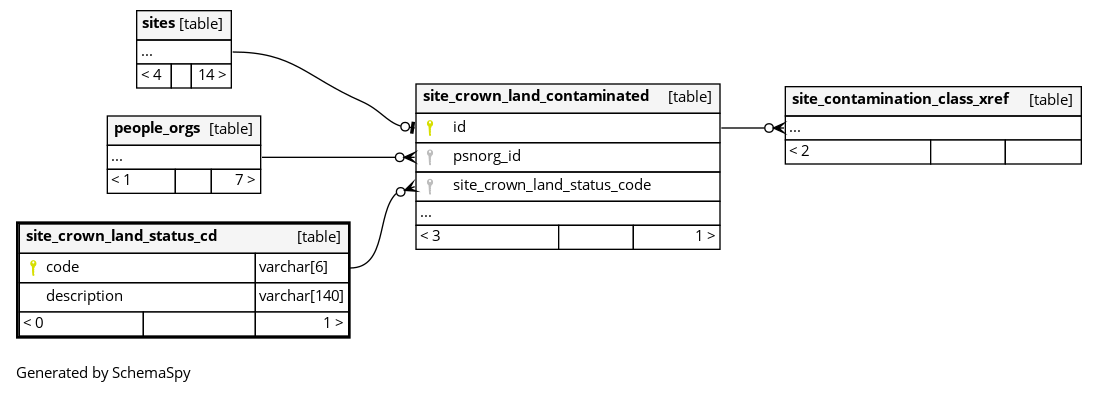 sites [table]
...
< 4 14 >
people_orgs [table]
...
< 1 7 >
site_crown_land_status_cd [table]
code varchar[6]
description varchar[140]
< 0 1 >
site_crown_land_contaminated [table]
id
psnorg_id
site_crown_land_status_code
...
< 3 1 >
site_contamination_class_xref [table]
...
< 2
Generated by SchemaSpy